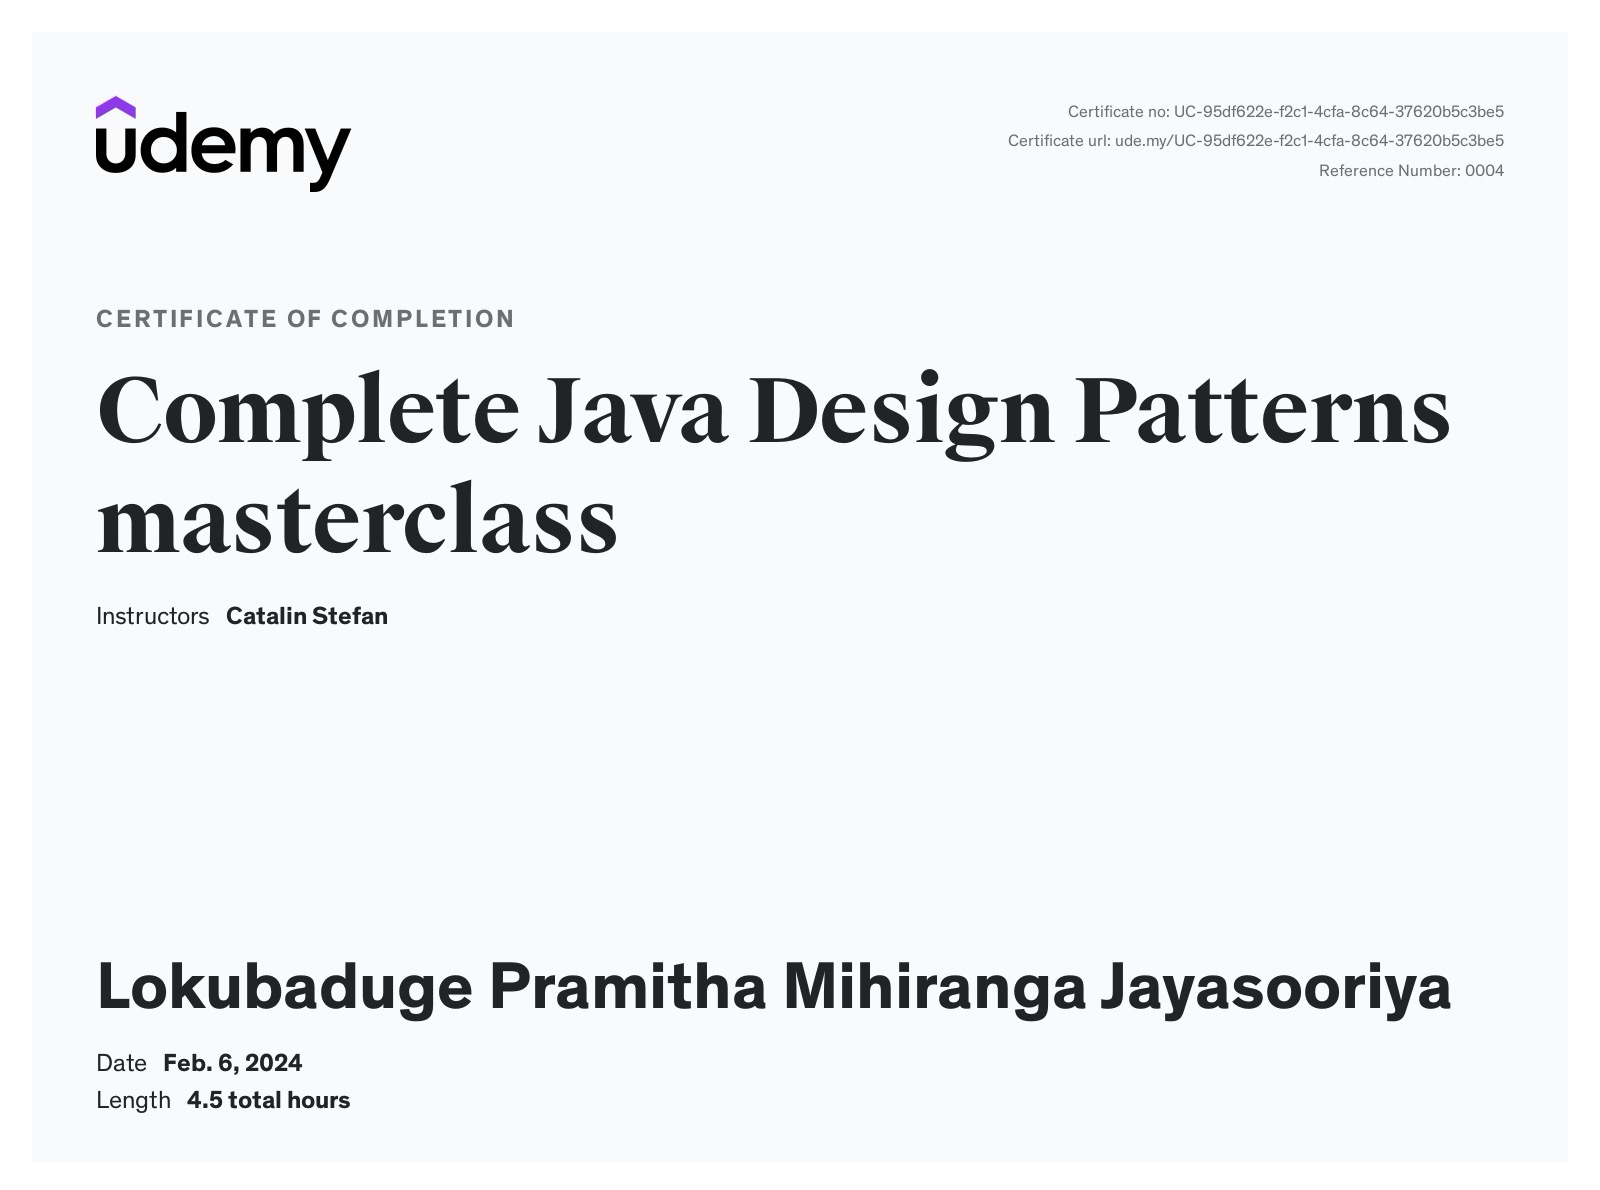 udemy
Certificate no: UC-95df622e-f2c1-4cfa-8c64-37620b5c3be5
Certificate url: ude.my/UC-95df622e-f2c1-4cfa-8c64-37620b5c3be5
Reference Number: 0004
CERTIFICATE OF COMPLETION
Complete Java Design Patterns
masterclass
Instructors Catalin Stefan
Lokubaduge Pramitha Mihiranga Jayasooriya
Date Feb. 6, 2024
Length 4.5 total hours